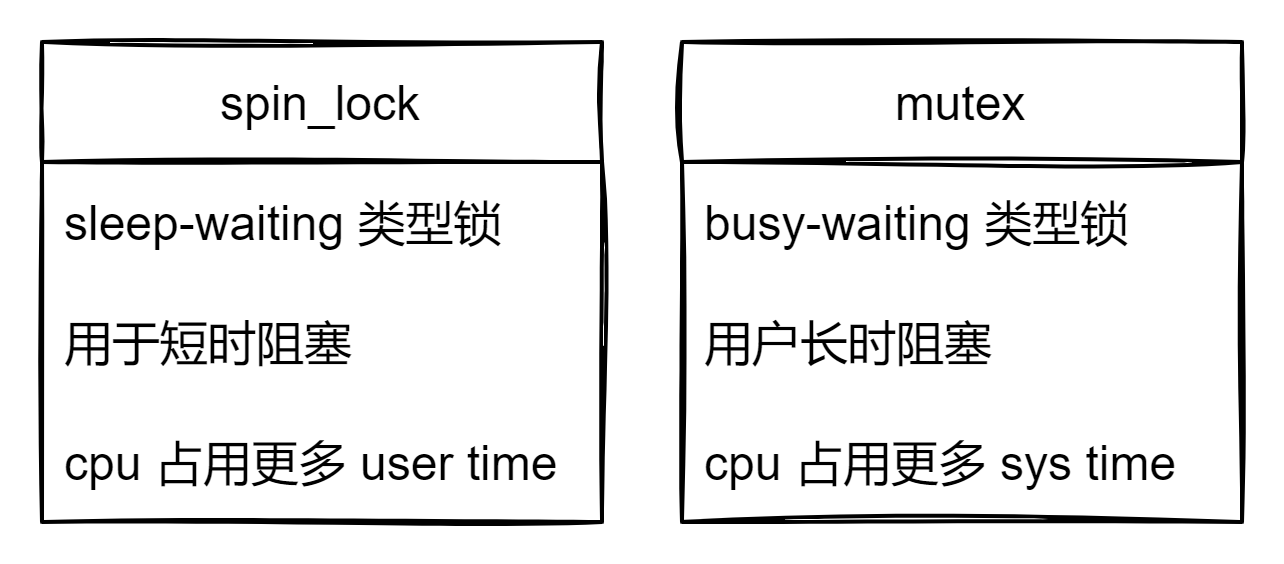 spin_lock
sleep-waiting 类型锁
用于短时阻塞
cpu 占用更多 user time
mutex
busy-waiting 类型锁
用户长时阻塞
cpu 占用更多 sys time